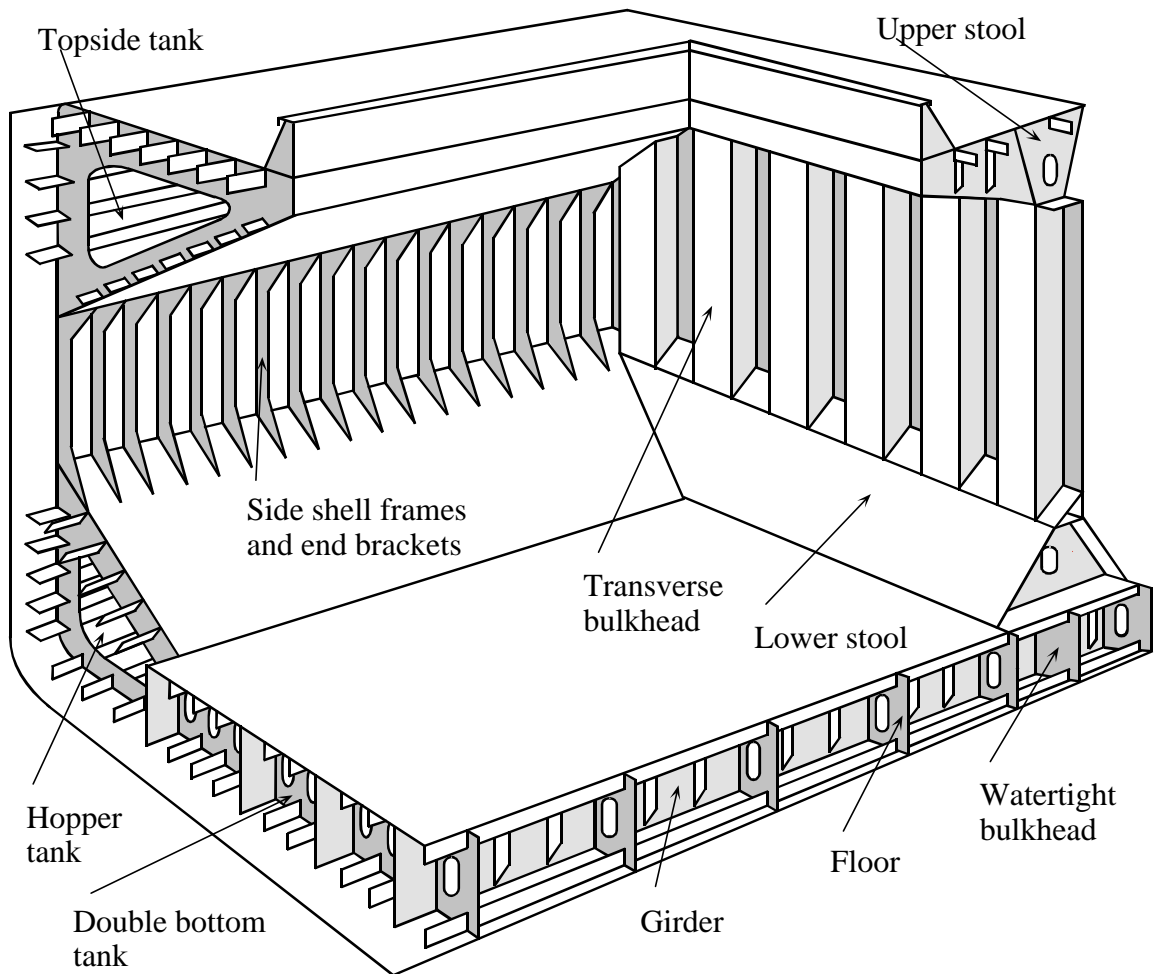 Topside tank
Upper stool
Side shell frames
and end brackets
Transverse
bulkhead
Lower stool
Hopper
tank
Watertight
bulkhead
Floor
Double bottom
tank
Girder